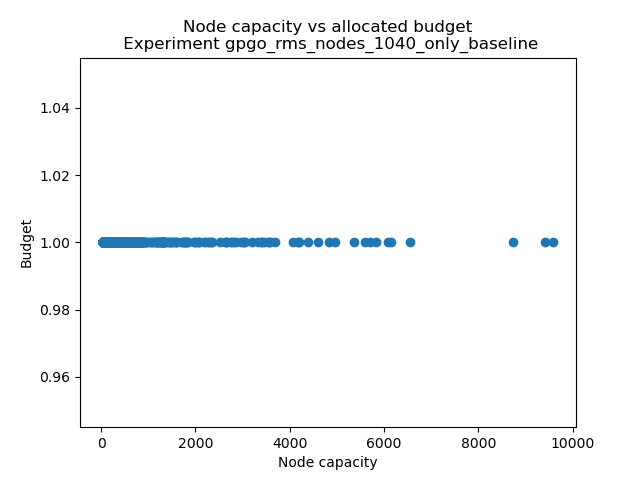 Node capacity vs allocated budget
Experiment gpgo_rms_nodes_1040_only_baseline
1.04
1.02
1.00
0.98
0.96
Budget
0 2000 4000 6000 8000 10000
Node capacity